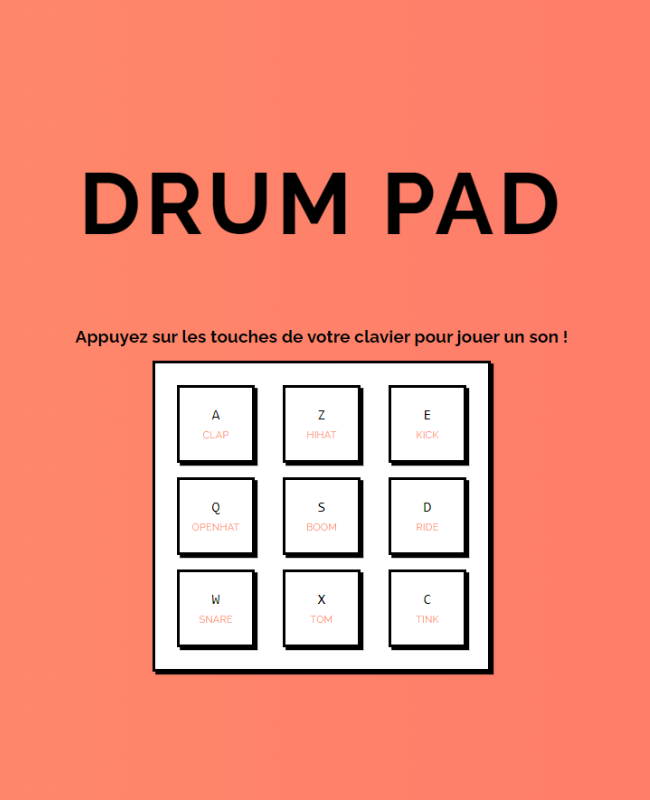 DRUM PAD
Appuyez sur les touches de votre clavier pour jouer un son !
A Z E
CLAP HIHAT KICK
Q S D
OPENHAT BOOM RIDE
W X C
SNARE TOM TINK